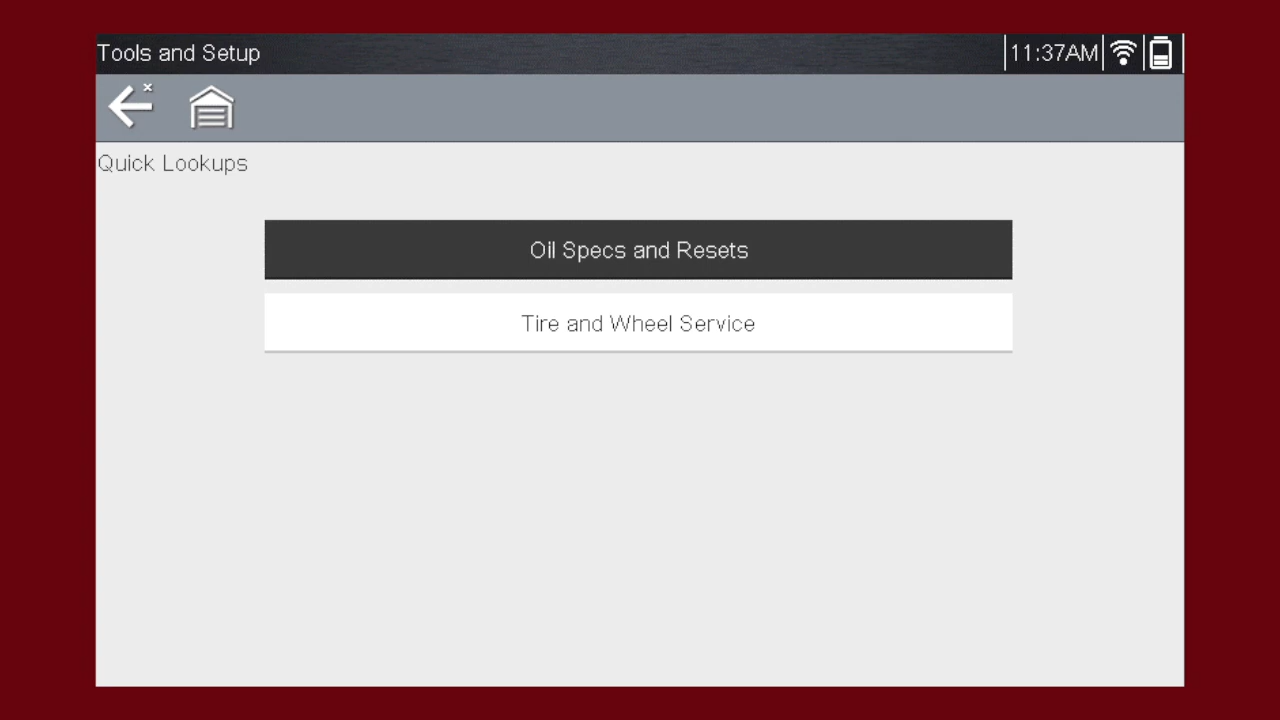 Tools and Setup
11:37AM
Quick Lookups
Oil Specs and Resets
Tire and Wheel Service